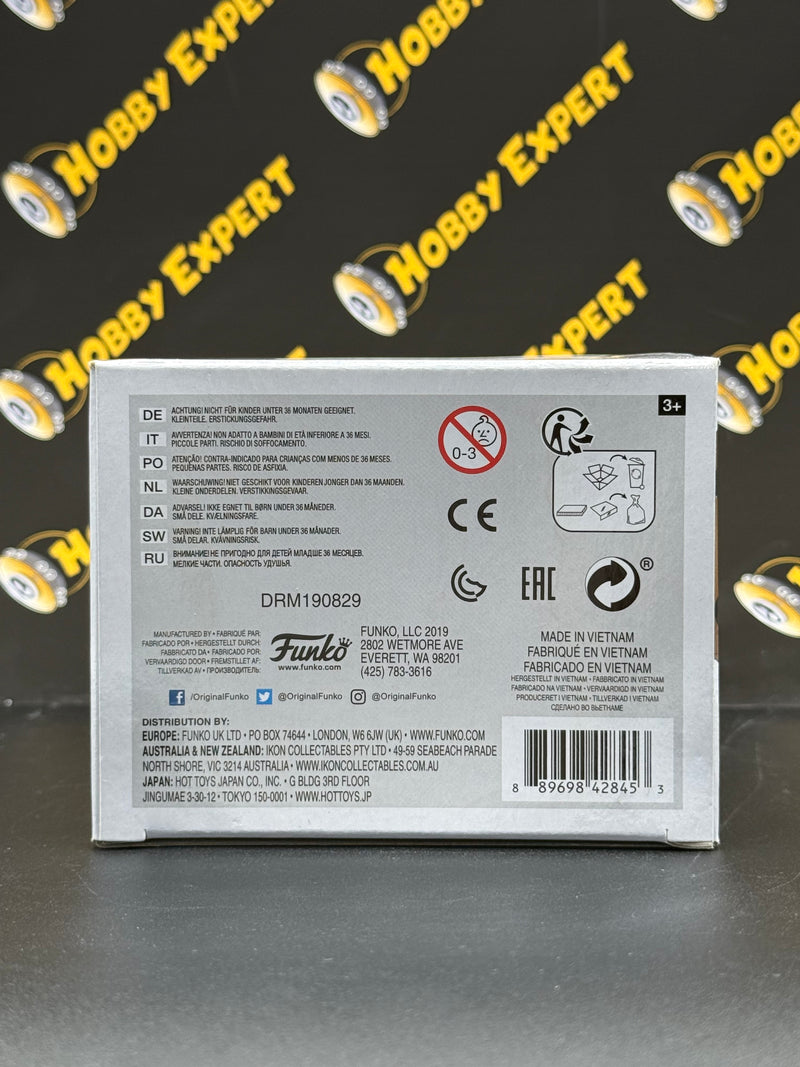 HOBBY EXPERT
HOBBY EXPERT
HOBBY EXPERT
HOBBY EXPERT
HOBBY
HOBBY
3+
DE ACHTUNG! NICHT FÜR KINDER UNTER 36 MONATEN GEEIGNET.
KLEINTEILE. ERSTICKUNGSGEFAHR.
IT AVVERTENZA! NON ADATTO A BAMBINI DI ETÀ INFERIORE A 36 MESI.
PICCOLE PARTI. RISCHIO DI SOFFOCAMENTO.
PO ATENÇÃO! CONTRA-INDICADO PARA CRIANÇAS COM MENOS DE 36 MESES.
PEQUENAS PARTES. RISCO DE ASFIXIA.
NL WAARSCHUWING! NIET GESCHIKT VOOR KINDEREN JONGER DAN 36 MAANDEN.
KLEINE ONDERDELEN. VERSTIKKINGSGEVAAR.
DA ADVARSEL! IKKE EGNET TIL BØRN UNDER 36 MÅNEDER.
SMÅ DELE. KVÆLNINGSFARE.
SW VARNING! INTE LÄMPLIG FÖR BARN UNDER 36 MÅNADER.
SMÅ DELAR. KVÄVNINGSRISK.
RU ВНИМАНИЕ! НЕ ПРИГОДНО ДЛЯ ДЕТЕЙ МЛАДШЕ 36 МЕСЯЦЕВ.
МЕЛКИЕ ЧАСТИ. ОПАСНОСТЬ УДУШЬЯ.
0-3
CE
EAC
®
DRM190829
MANUFACTURED BY • FABRIQUÉ PAR:
FABRICADO POR • HERGESTELLT DURCH:
FABBRICATO DA • FABRICADO POR:
VERVAARDIGD DOOR • FREMSTILLET AF:
TILLVERKAD AV • ПРОИЗВОДИТЕЛЬ:
Funko
www.funko.com
FUNKO, LLC 2019
2802 WETMORE AVE
EVERETT, WA 98201
(425) 783-3616
/OriginalFunko @OriginalFunko @OriginalFunko
MADE IN VIETNAM
FABRIQUÉ EN VIETNAM
FABRICADO EN VIETNAM
HERGESTELLT IN VIETNAM • FABBRICATO IN VIETNAM
FABRICADO NA VIETNAM • VERVAARDIGD IN VIETNAM
PRODUCERET I VIETNAM • TILLVERKAD I VIETNAM
СДЕЛАНО ВО ВЬЕТНАМЕ
DISTRIBUTION BY:
EUROPE: FUNKO UK LTD • PO BOX 74644 • LONDON, W6 6JW (UK) • WWW.FUNKO.COM
AUSTRALIA & NEW ZEALAND: IKON COLLECTABLES PTY LTD • 49-59 SEABEACH PARADE
NORTH SHORE, VIC 3214 AUSTRALIA • WWW.IKONCOLLECTABLES.COM.AU
JAPAN: HOT TOYS JAPAN CO., INC. • G BLDG 3RD FLOOR
JINGUMAE 3-30-12 • TOKYO 150-0001 • WWW.HOTTOYS.JP
8 89698 42845 3